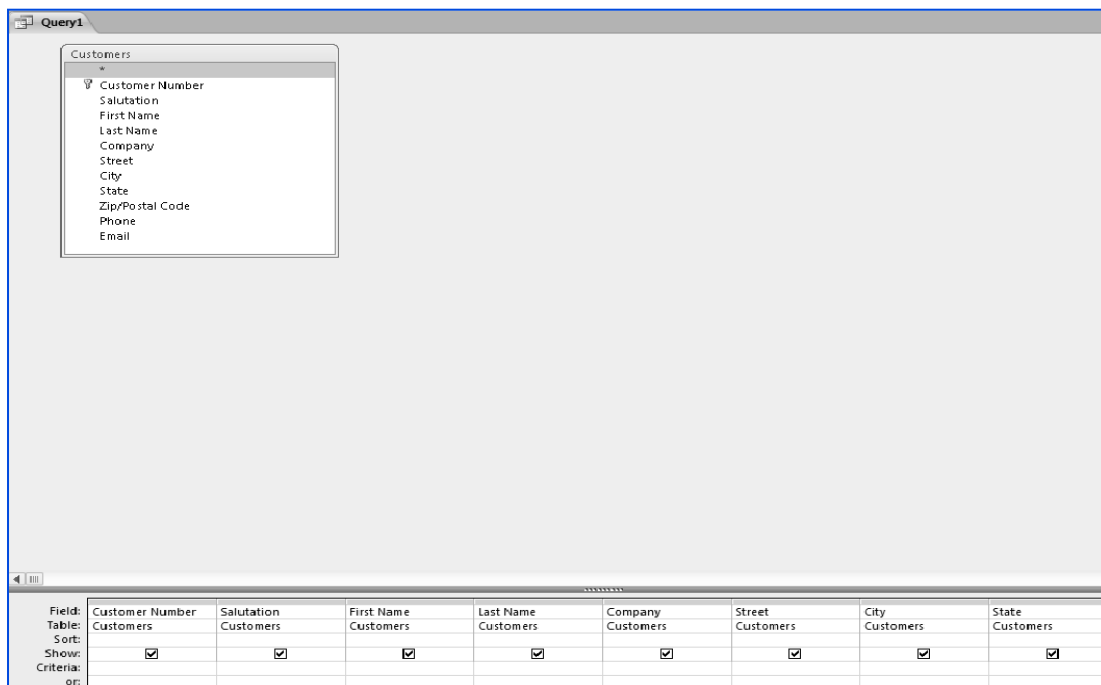 Query1
Customers
*
Customer Number
Salutation
First Name
Last Name
Company
Street
City
State
Zip/Postal Code
Phone
Email
Field: Customer Number Salutation First Name Last Name Company Street City State
Table: Customers Customers Customers Customers Customers Customers Customers Customers
Sort:
Show:
Criteria:
or: